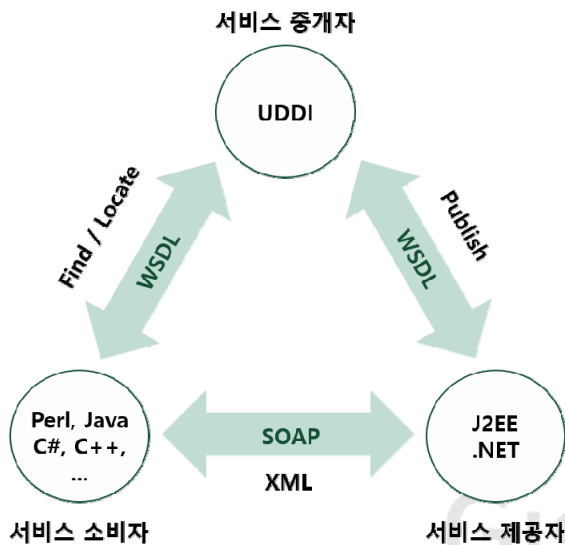 서비스 중개자
UDDI
Find / Locate
WSDL
Publish
WSDL
Perl, Java
C#, C++,
...
SOAP
XML
J2EE
.NET
서비스 소비자
서비스 제공자